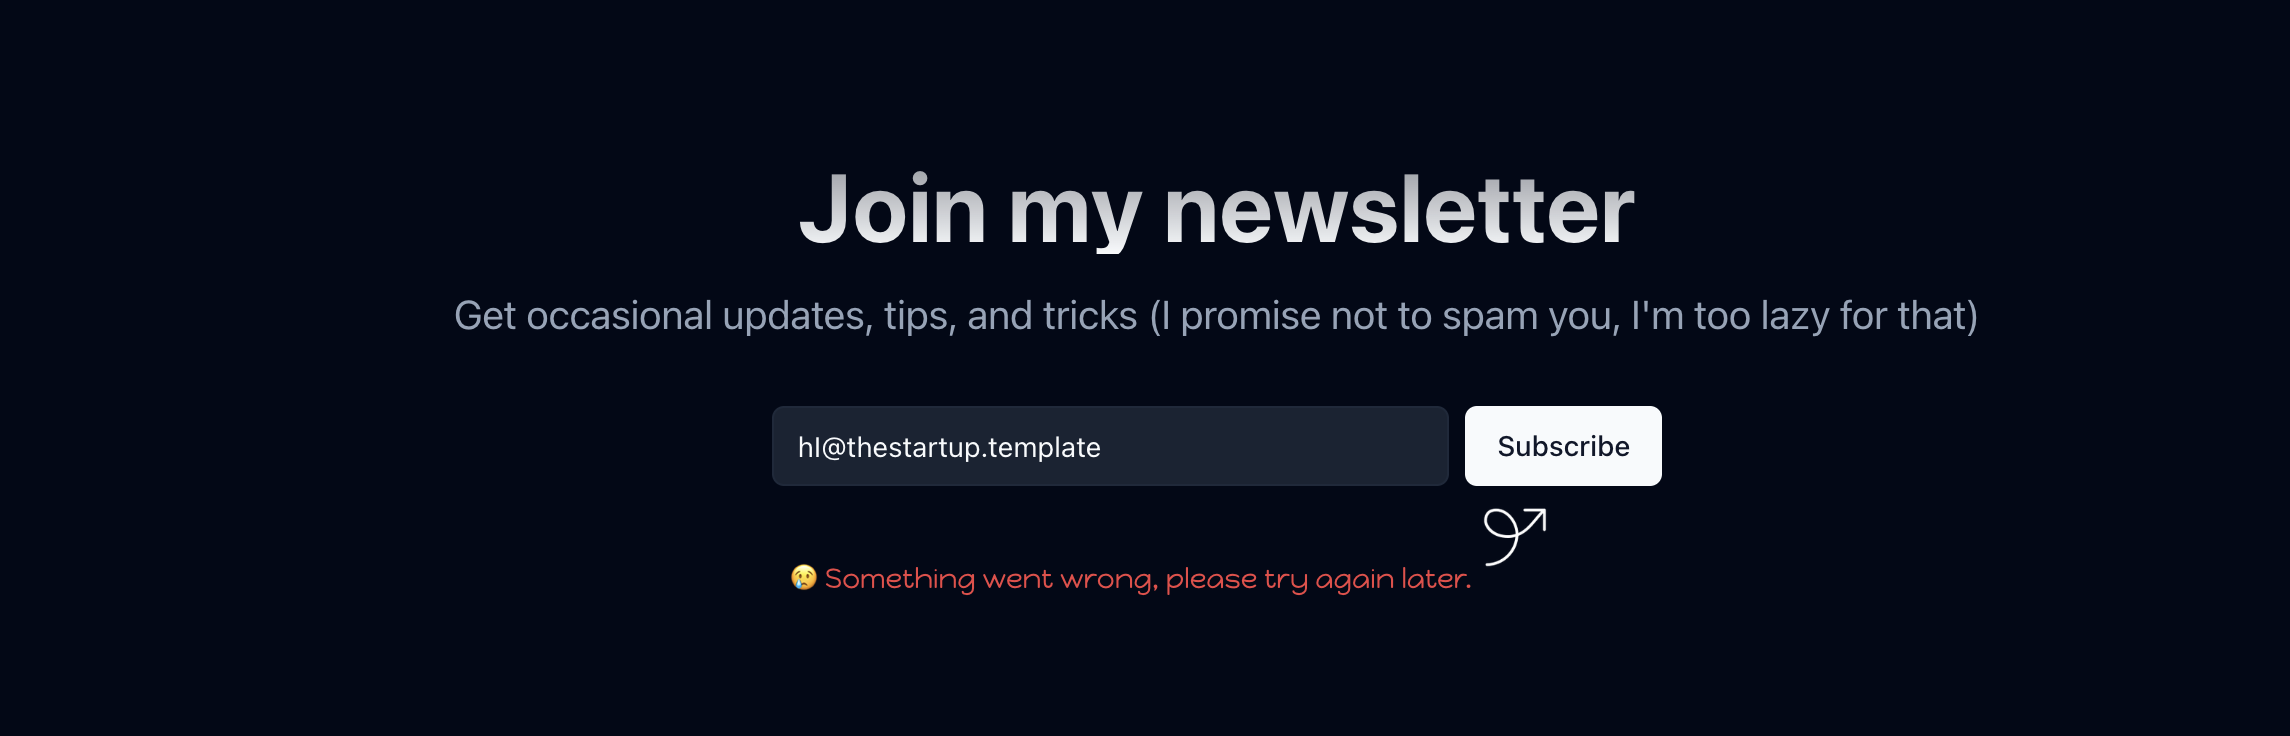 Join my newsletter
Get occasional updates, tips, and tricks (I promise not to spam you, I'm too lazy for that)
hI@thestartup.template
Subscribe
😢 Something went wrong, please try again later.